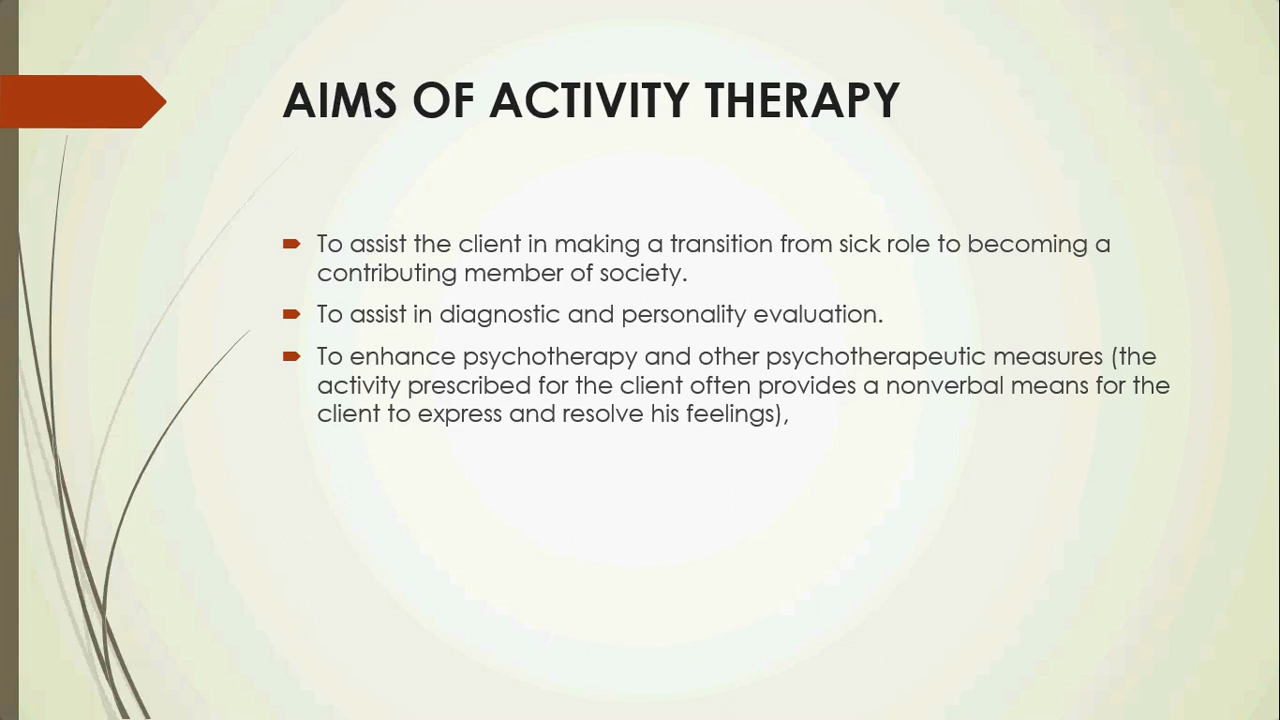 AIMS OF ACTIVITY THERAPY
To assist the client in making a transition from sick role to becoming a
contributing member of society.
To assist in diagnostic and personality evaluation.
To enhance psychotherapy and other psychotherapeutic measures (the
activity prescribed for the client often provides a nonverbal means for the
client to express and resolve his feelings),